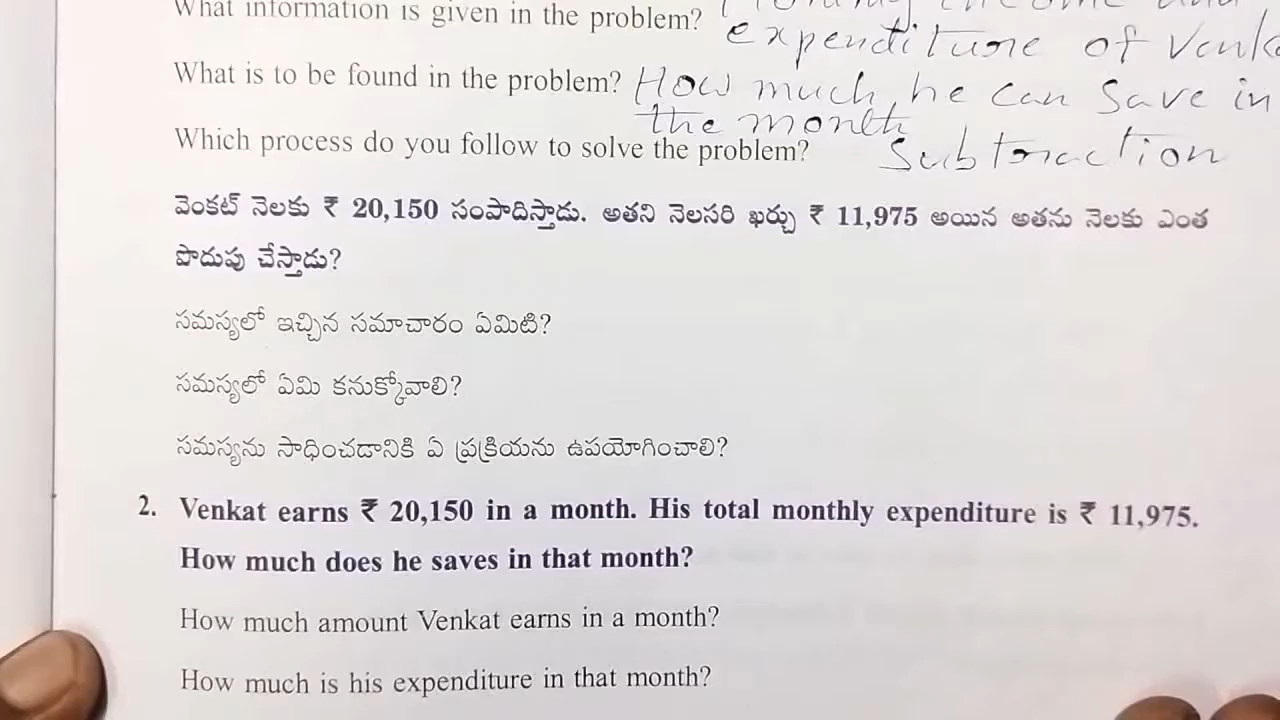 What information is given in the problem? income and
expenditure of Venka
What is to be found in the problem? How much he can save in
the month
Which process do you follow to solve the problem? Subtraction
వెంకట్ నెలకు ₹ 20,150 సంపాదిస్తాడు. అతని నెలసరి ఖర్చు ₹ 11,975 అయిన అతను నెలకు ఎంత
పొదుపు చేస్తాడు?
సమస్యలో ఇచ్చిన సమాచారం ఏమిటి?
సమస్యలో ఏమి కనుక్కోవాలి?
సమస్యను సాధించడానికి ఏ ప్రక్రియను ఉపయోగించాలి?
2. Venkat earns ₹ 20,150 in a month. His total monthly expenditure is ₹ 11,975.
How much does he saves in that month?
How much amount Venkat earns in a month?
How much is his expenditure in that month?